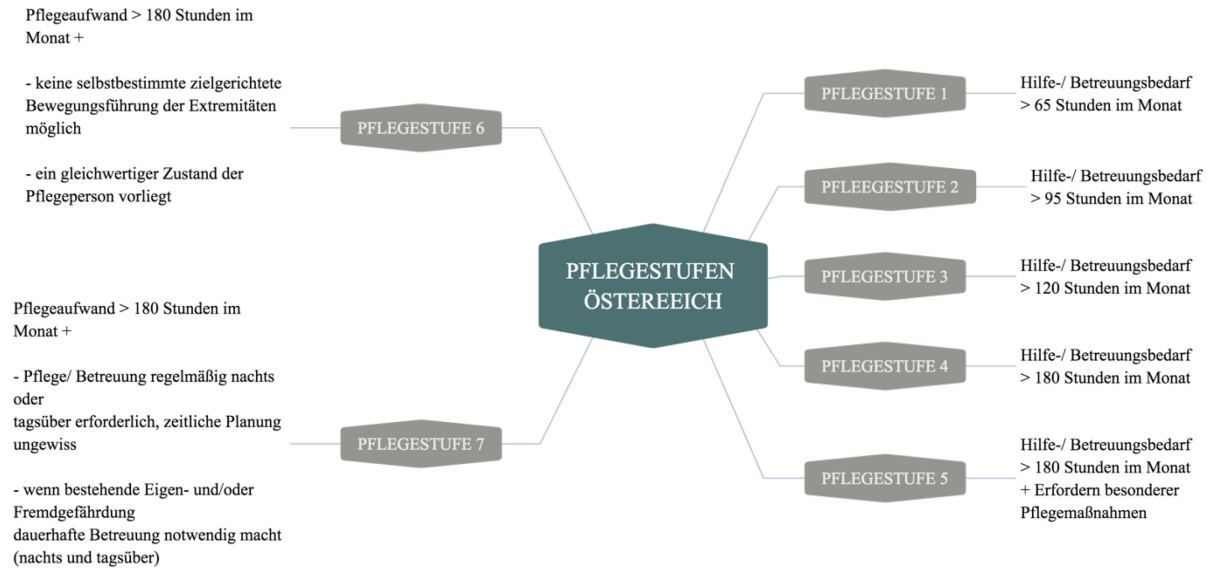 Pflegeaufwand > 180 Stunden im
Monat +
- keine selbstbestimmte zielgerichtete
Bewegungsführung der Extremitäten
möglich
- ein gleichwertiger Zustand der
Pflegeperson vorliegt
PFLEGESTUFE 6
Pflegeaufwand > 180 Stunden im
Monat +
- Pflege/ Betreuung regelmäßig nachts
oder
tagsüber erforderlich, zeitliche Planung
ungewiss
- wenn bestehende Eigen- und/oder
Fremdgefährdung
dauerhafte Betreuung notwendig macht
(nachts und tagsüber)
PFLEGESTUFE 7
PFLEGESTUFEN
ÖSTEREEICH
PFLEGESTUFE 1
Hilfe-/ Betreuungsbedarf
> 65 Stunden im Monat
PFLEEGESTUFE 2
Hilfe-/ Betreuungsbedarf
> 95 Stunden im Monat
PFLEGESTUFE 3
Hilfe-/ Betreuungsbedarf
> 120 Stunden im Monat
PFLEGESTUFE 4
Hilfe-/ Betreuungsbedarf
> 180 Stunden im Monat
PFLEGESTUFE 5
Hilfe-/ Betreuungsbedarf
> 180 Stunden im Monat
+ Erfordern besonderer
Pflegemaßnahmen